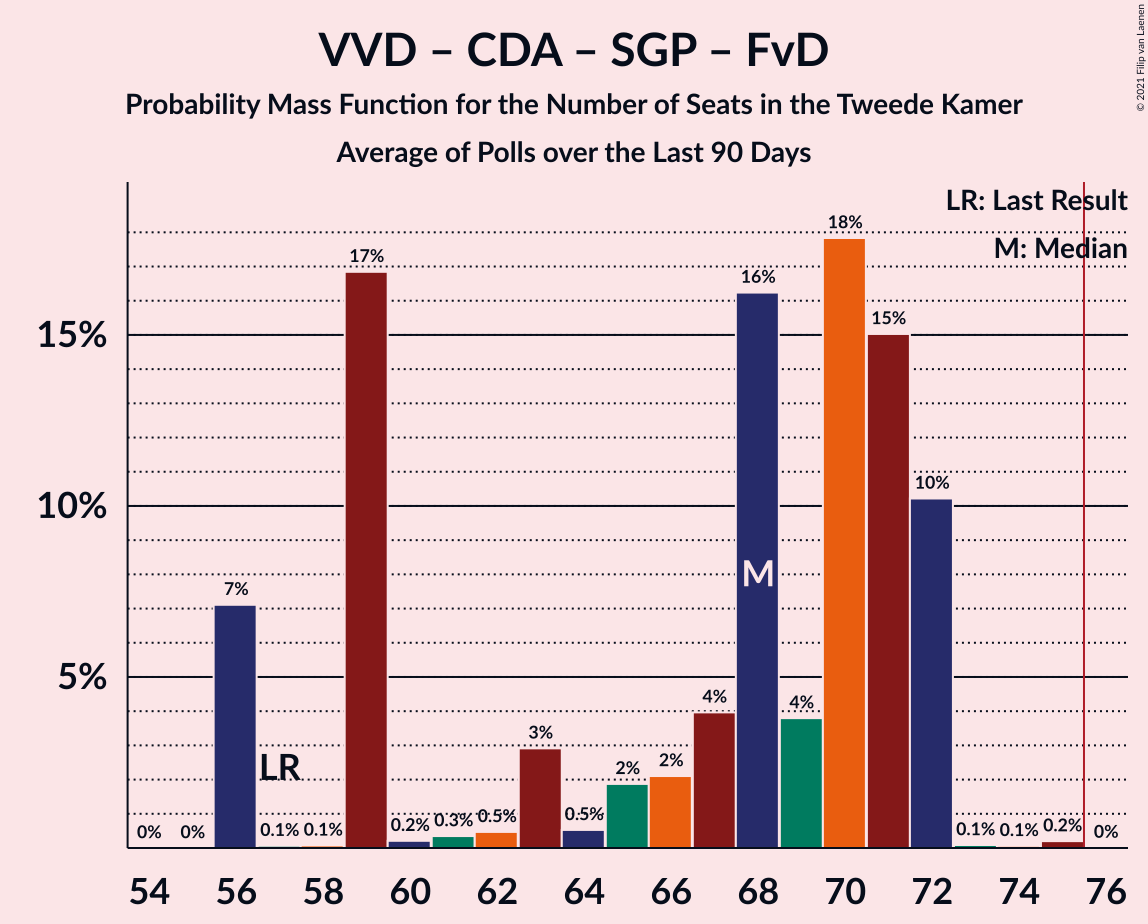 VVD – CDA – SGP – FvD
Probability Mass Function for the Number of Seats in the Tweede Kamer
Average of Polls over the Last 90 Days
© 2021 Filip van Laenen
LR: Last Result
M: Median
15%
10%
5%
0% 0% 7% 0.1% 0.1% 17% 0.2% 0.3% 0.5% 3% 0.5% 2% 2% 4% 16% 4% 18% 15% 10% 0.1% 0.1% 0.2% 0%
LR
M
54 56 58 60 62 64 66 68 70 72 74 76